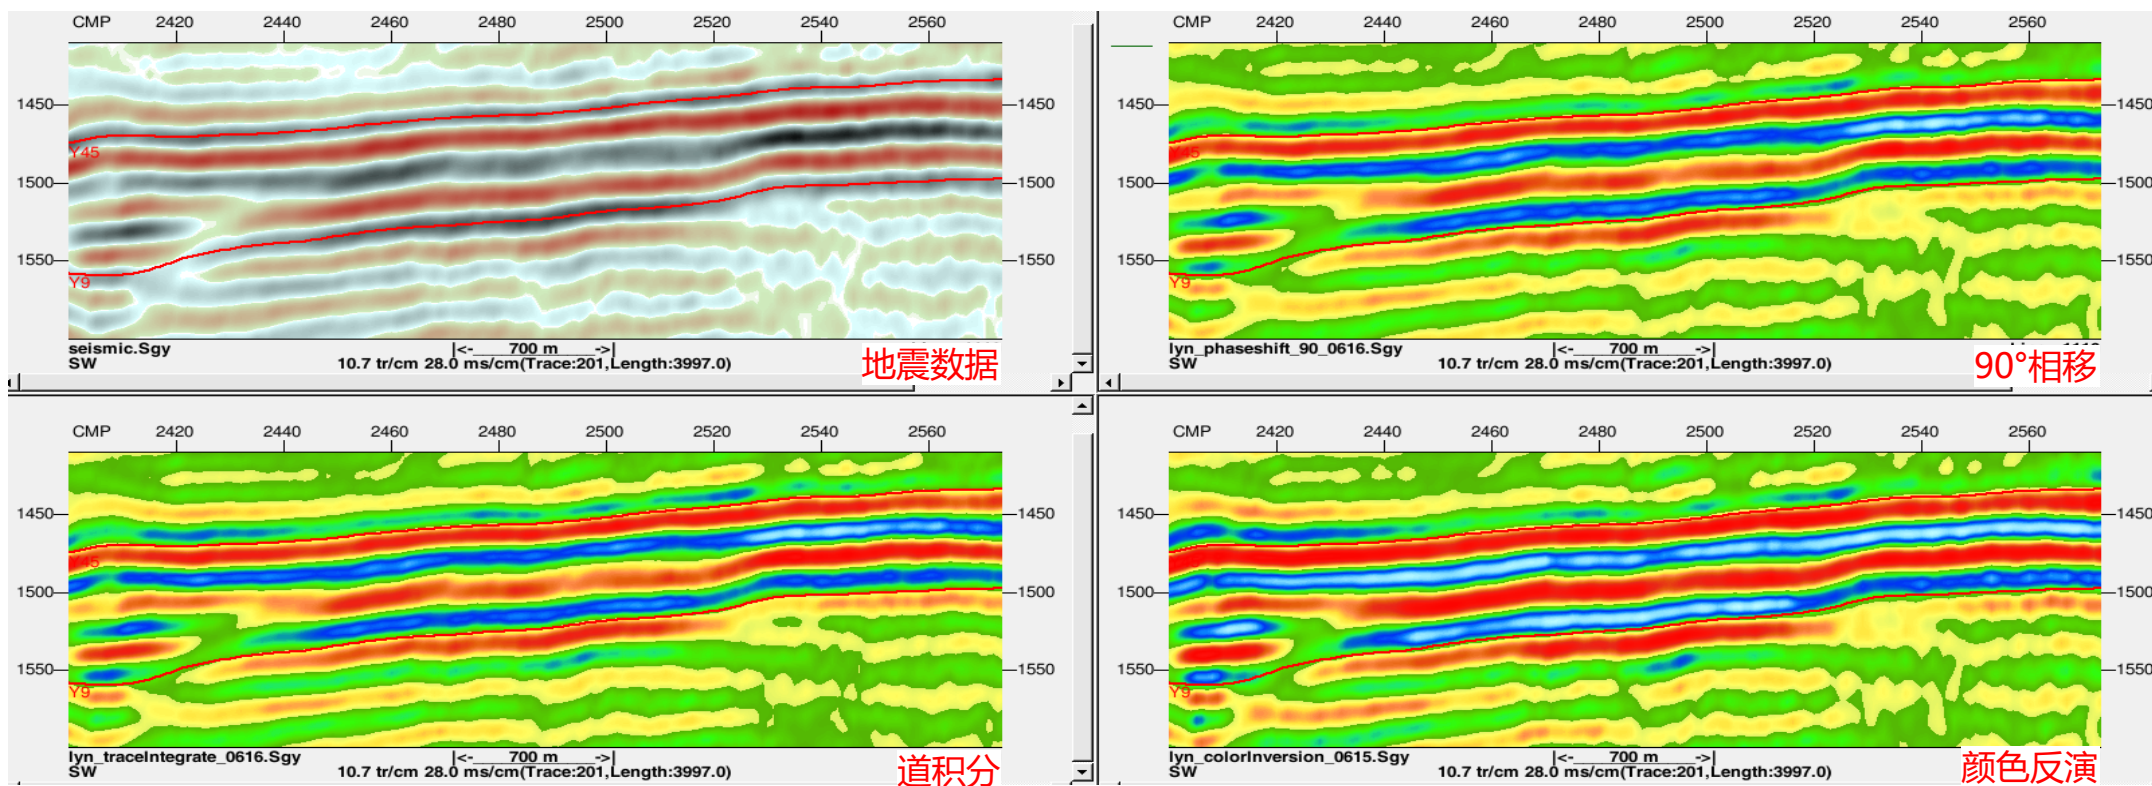 CMP 2420 2440 2460 2480 2500 2520 2540 2560
1450 1450
1500 1500
1550 1550
Y45
Y9
seismic.Sgy |<- 700 m ->|
SW 10.7 tr/cm 28.0 ms/cm(Trace:201,Length:3997.0)
地震数据
CMP 2420 2440 2460 2480 2500 2520 2540 2560
1450 1450
1500 1500
1550 1550
Y45
Y9
lyn_phaseshift_90_0616.Sgy |<- 700 m ->|
SW 10.7 tr/cm 28.0 ms/cm(Trace:201,Length:3997.0)
90°相移
CMP 2420 2440 2460 2480 2500 2520 2540 2560
1450 1450
1500 1500
1550 1550
Y45
Y9
lyn_traceIntegrate_0616.Sgy |<- 700 m ->|
SW 10.7 tr/cm 28.0 ms/cm(Trace:201,Length:3997.0)
道积分
CMP 2420 2440 2460 2480 2500 2520 2540 2560
1450 1450
1500 1500
1550 1550
Y9
lyn_colorInversion_0615.Sgy |<- 700 m ->|
SW 10.7 tr/cm 28.0 ms/cm(Trace:201,Length:3997.0)
颜色反演